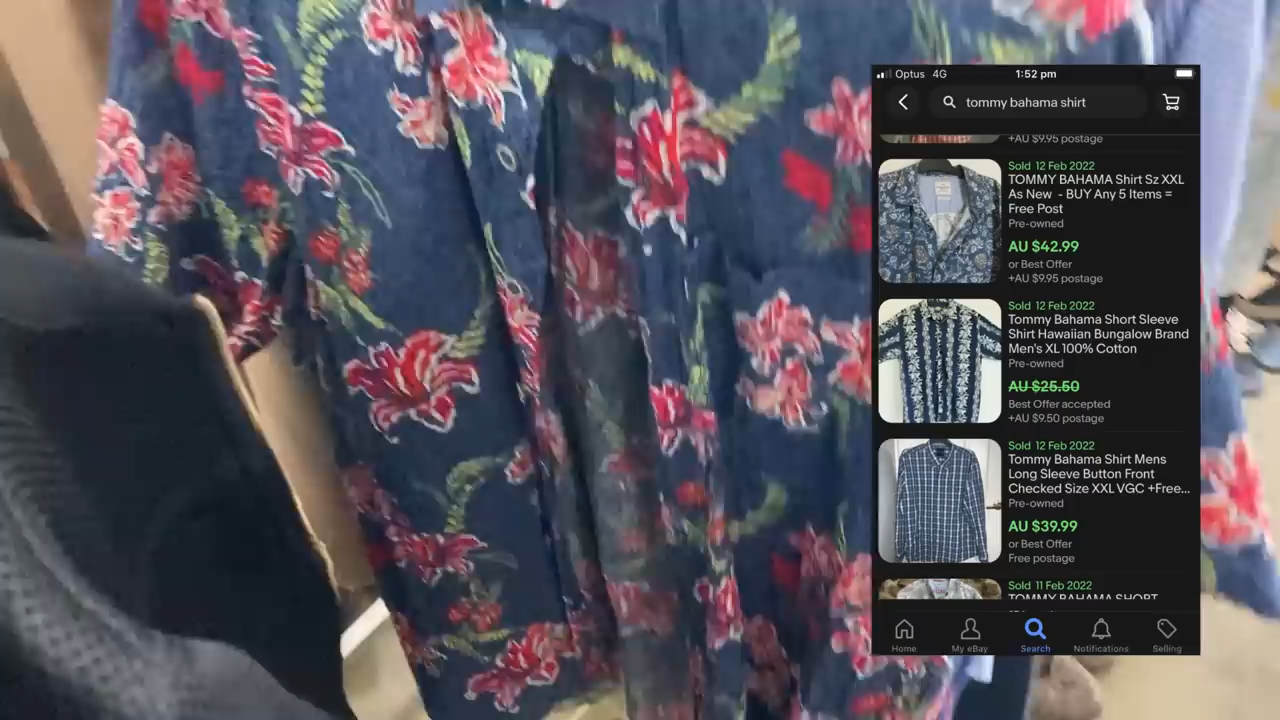 Optus 4G 1:52 pm
tommy bahama shirt
+AU $9.95 postage
Sold 12 Feb 2022
TOMMY BAHAMA Shirt Sz XXL
As New - BUY Any 5 Items =
Free Post
Pre-owned
AU $42.99
or Best Offer
+AU $9.95 postage
Sold 12 Feb 2022
Tommy Bahama Short Sleeve
Shirt Hawaiian Bungalow Brand
Men's XL 100% Cotton
Pre-owned
AU $25.50
Best Offer accepted
+AU $9.50 postage
Sold 12 Feb 2022
Tommy Bahama Shirt Mens
Long Sleeve Button Front
Checked Size XXL VGC +Free...
Pre-owned
AU $39.99
or Best Offer
Free postage
Sold 11 Feb 2022
TOMMY BAHAMA SHORT
Home My eBay Search Notifications Selling